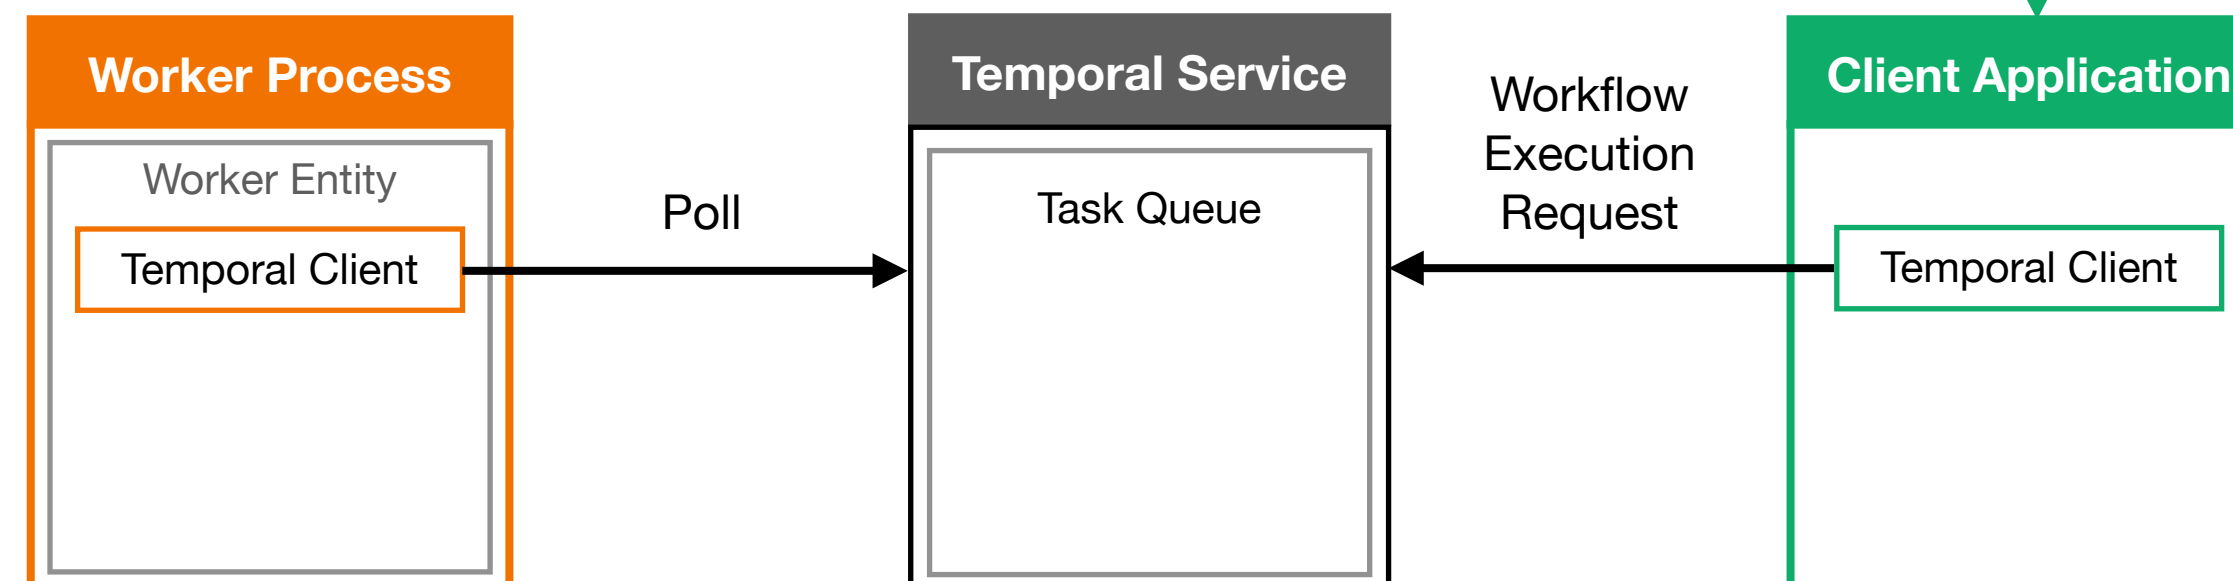 Worker Process
Worker Entity
Temporal Client
Poll
Temporal Service
Task Queue
Workflow
Execution
Request
Client Application
Temporal Client